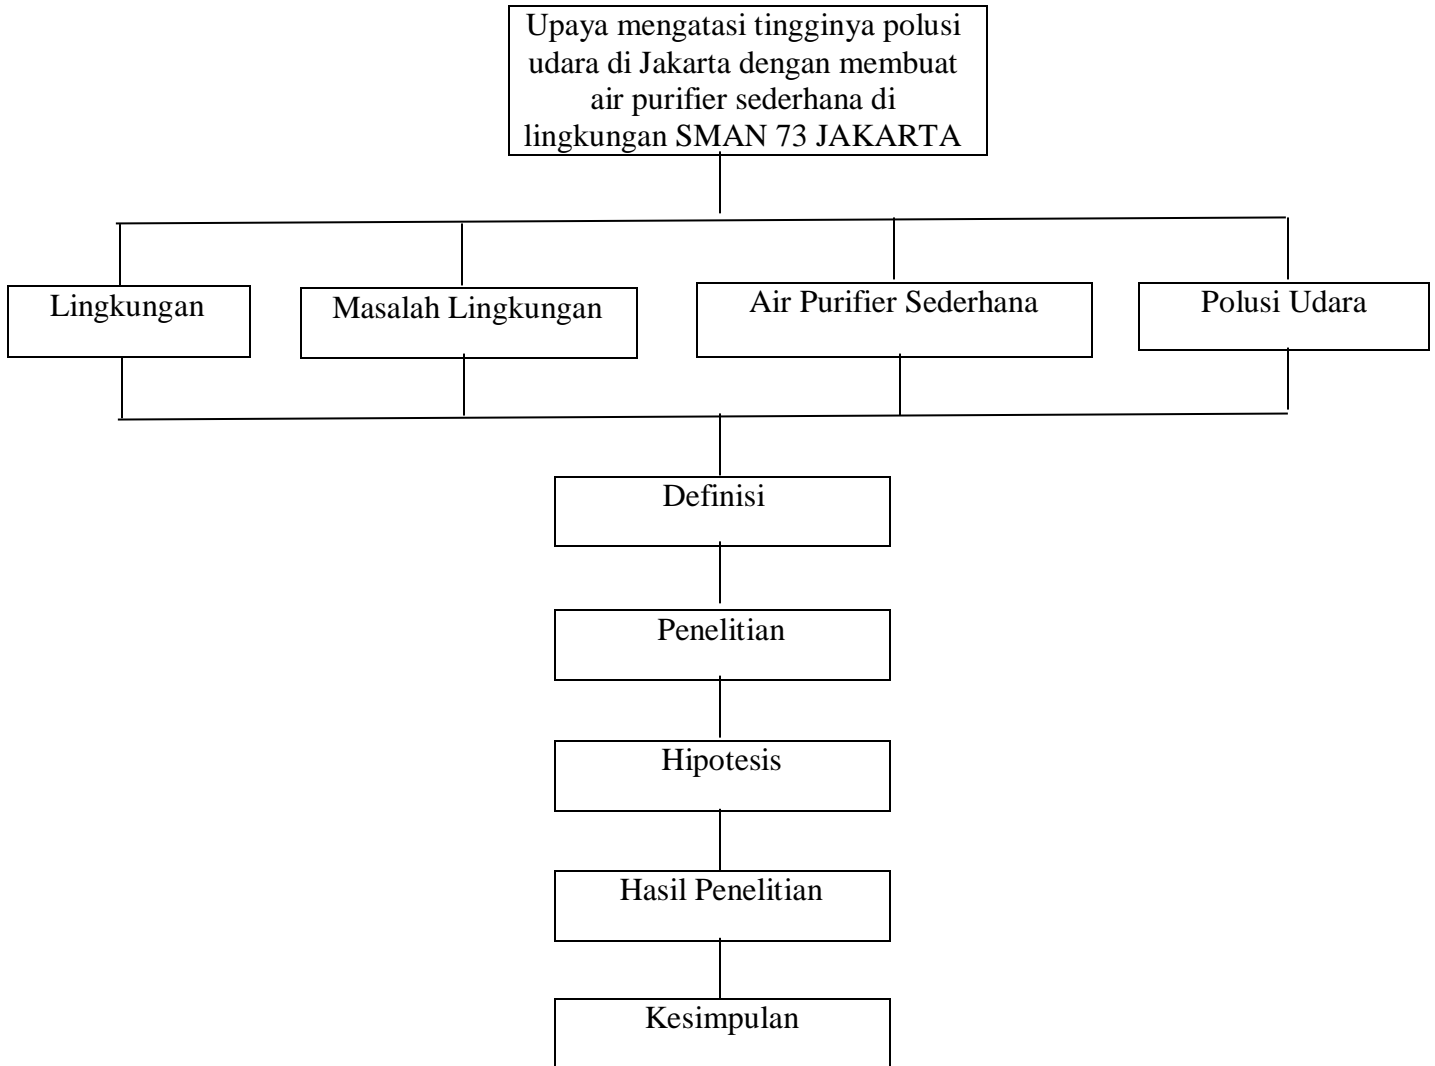 Upaya mengatasi tingginya polusi
udara di Jakarta dengan membuat
air purifier sederhana di
lingkungan SMAN 73 JAKARTA
Lingkungan
Masalah Lingkungan
Air Purifier Sederhana
Polusi Udara
Definisi
Penelitian
Hipotesis
Hasil Penelitian
Kesimpulan